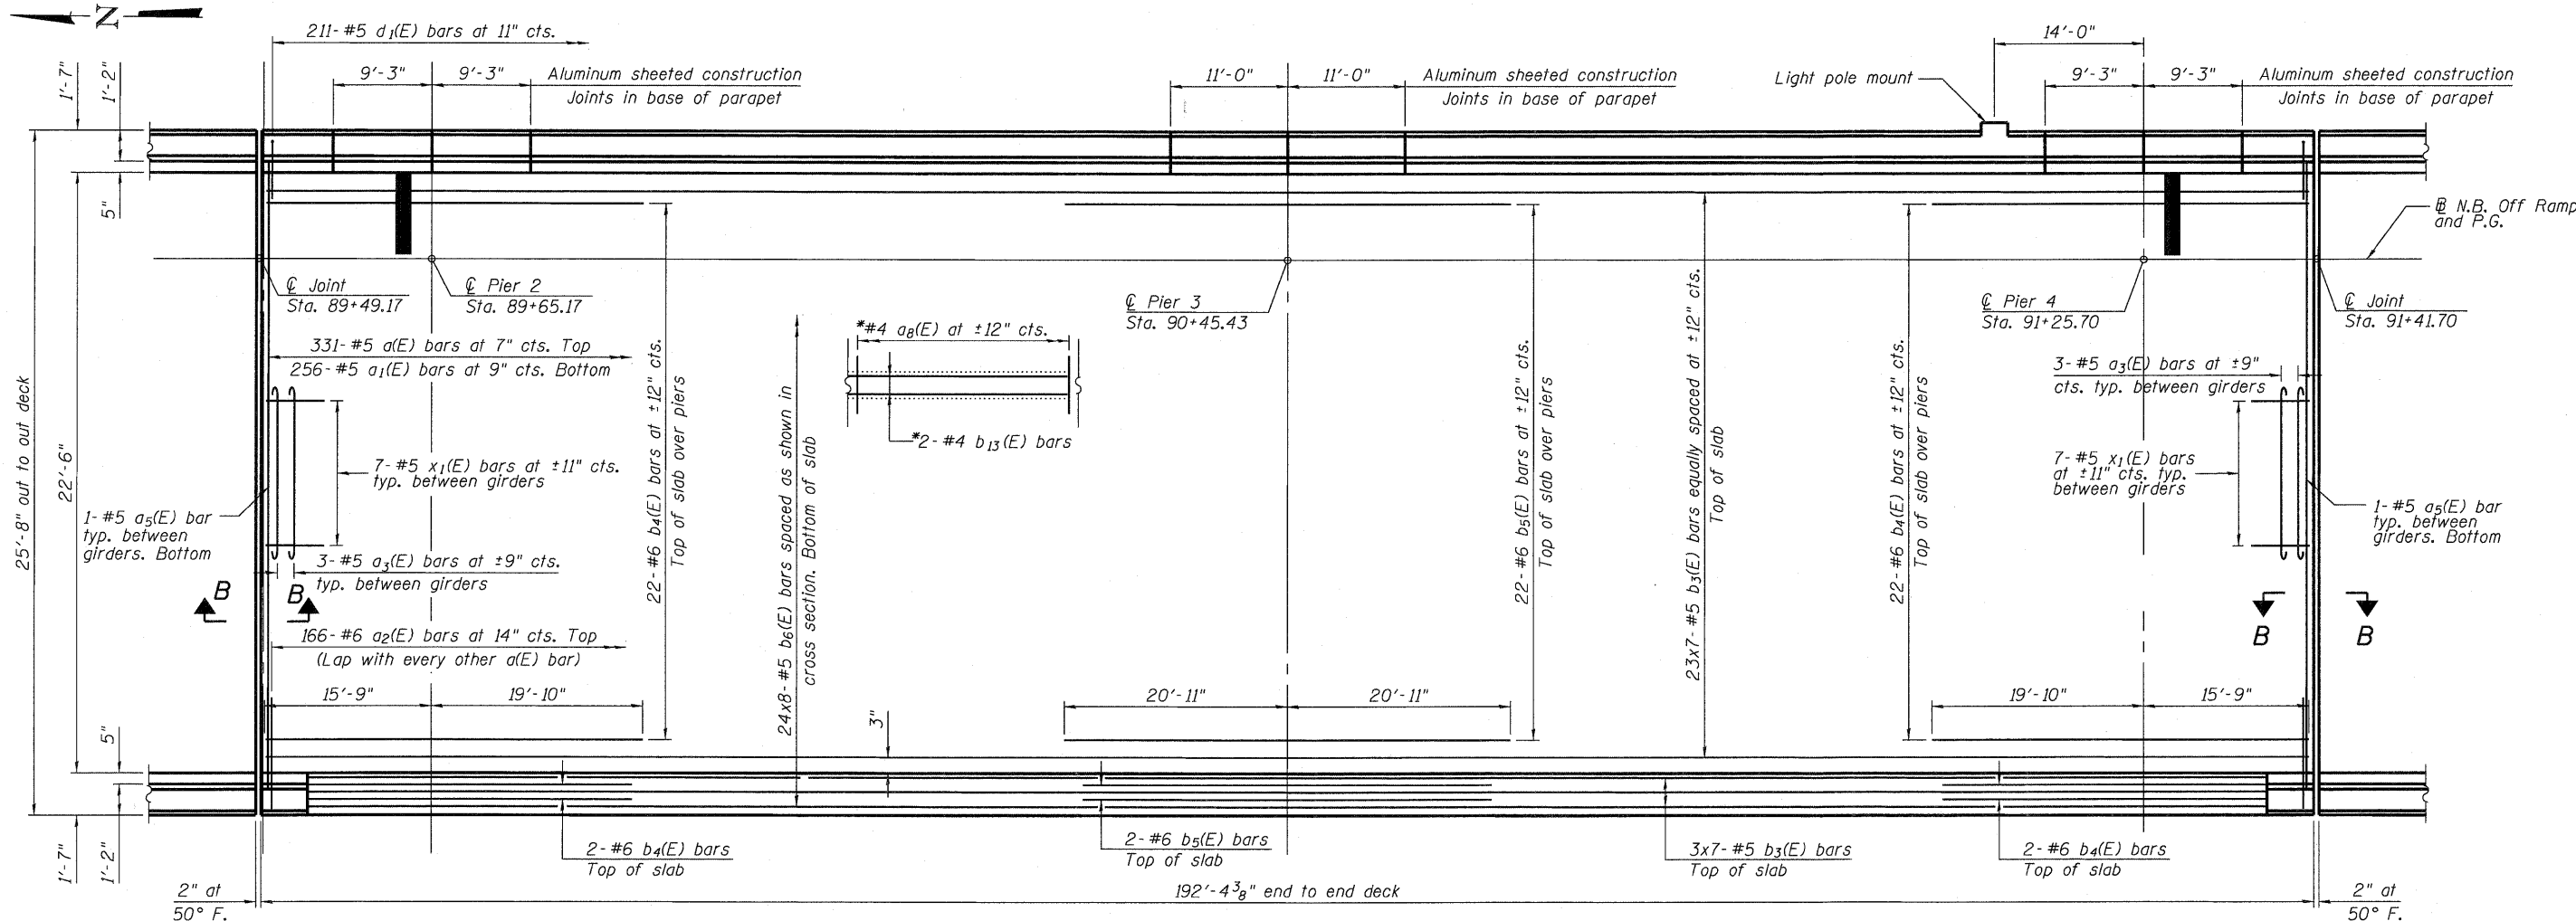 N
211- #5 d1(E) bars at 11" cts.
14'-0"
1'-7"
1'-2"
9'-3"
9'-3"
Aluminum sheeted construction
Joints in base of parapet
11'-0"
11'-0"
Aluminum sheeted construction
Joints in base of parapet
Light pole mount
9'-3"
9'-3"
Aluminum sheeted construction
Joints in base of parapet
5"
25'-8" out to out deck
22'-6"
℄ Joint
Sta. 89+49.17
℄ Pier 2
Sta. 89+65.17
℄ Pier 3
Sta. 90+45.43
℄ Pier 4
Sta. 91+25.70
℄ Joint
Sta. 91+41.70
N.B. Off Ramp
and P.G.
331- #5 a(E) bars at 7" cts. Top
256- #5 a1(E) bars at 9" cts. Bottom
*#4 a8(E) at ±12" cts.
*2- #4 b13(E) bars
7- #5 x1(E) bars at ±11" cts.
typ. between girders
1- #5 a5(E) bar
typ. between
girders. Bottom
3- #5 a3(E) bars at ±9" cts.
typ. between girders
B
B
166- #6 a2(E) bars at 14" cts. Top
(Lap with every other a(E) bar)
15'-9"
19'-10"
22- #6 b4(E) bars at ±12" cts.
Top of slab over piers
24x8- #5 b6(E) bars spaced as shown in
cross section. Bottom of slab
3"
20'-11"
20'-11"
22- #6 b5(E) bars at ±12" cts.
Top of slab over piers
23x7- #5 b3(E) bars equally spaced at ±12" cts.
Top of slab
22- #6 b4(E) bars at ±12" cts.
Top of slab over piers
19'-10"
15'-9"
3- #5 a3(E) bars at ±9"
cts. typ. between girders
7- #5 x1(E) bars
at ±11" cts. typ.
between girders
1- #5 a5(E) bar
typ. between
girders. Bottom
B
B
5"
1'-7"
1'-2"
2- #6 b4(E) bars
Top of slab
2- #6 b5(E) bars
Top of slab
3x7- #5 b3(E) bars
Top of slab
2- #6 b4(E) bars
Top of slab
2" at
50° F.
192'-4 3/8" end to end deck
2" at
50° F.